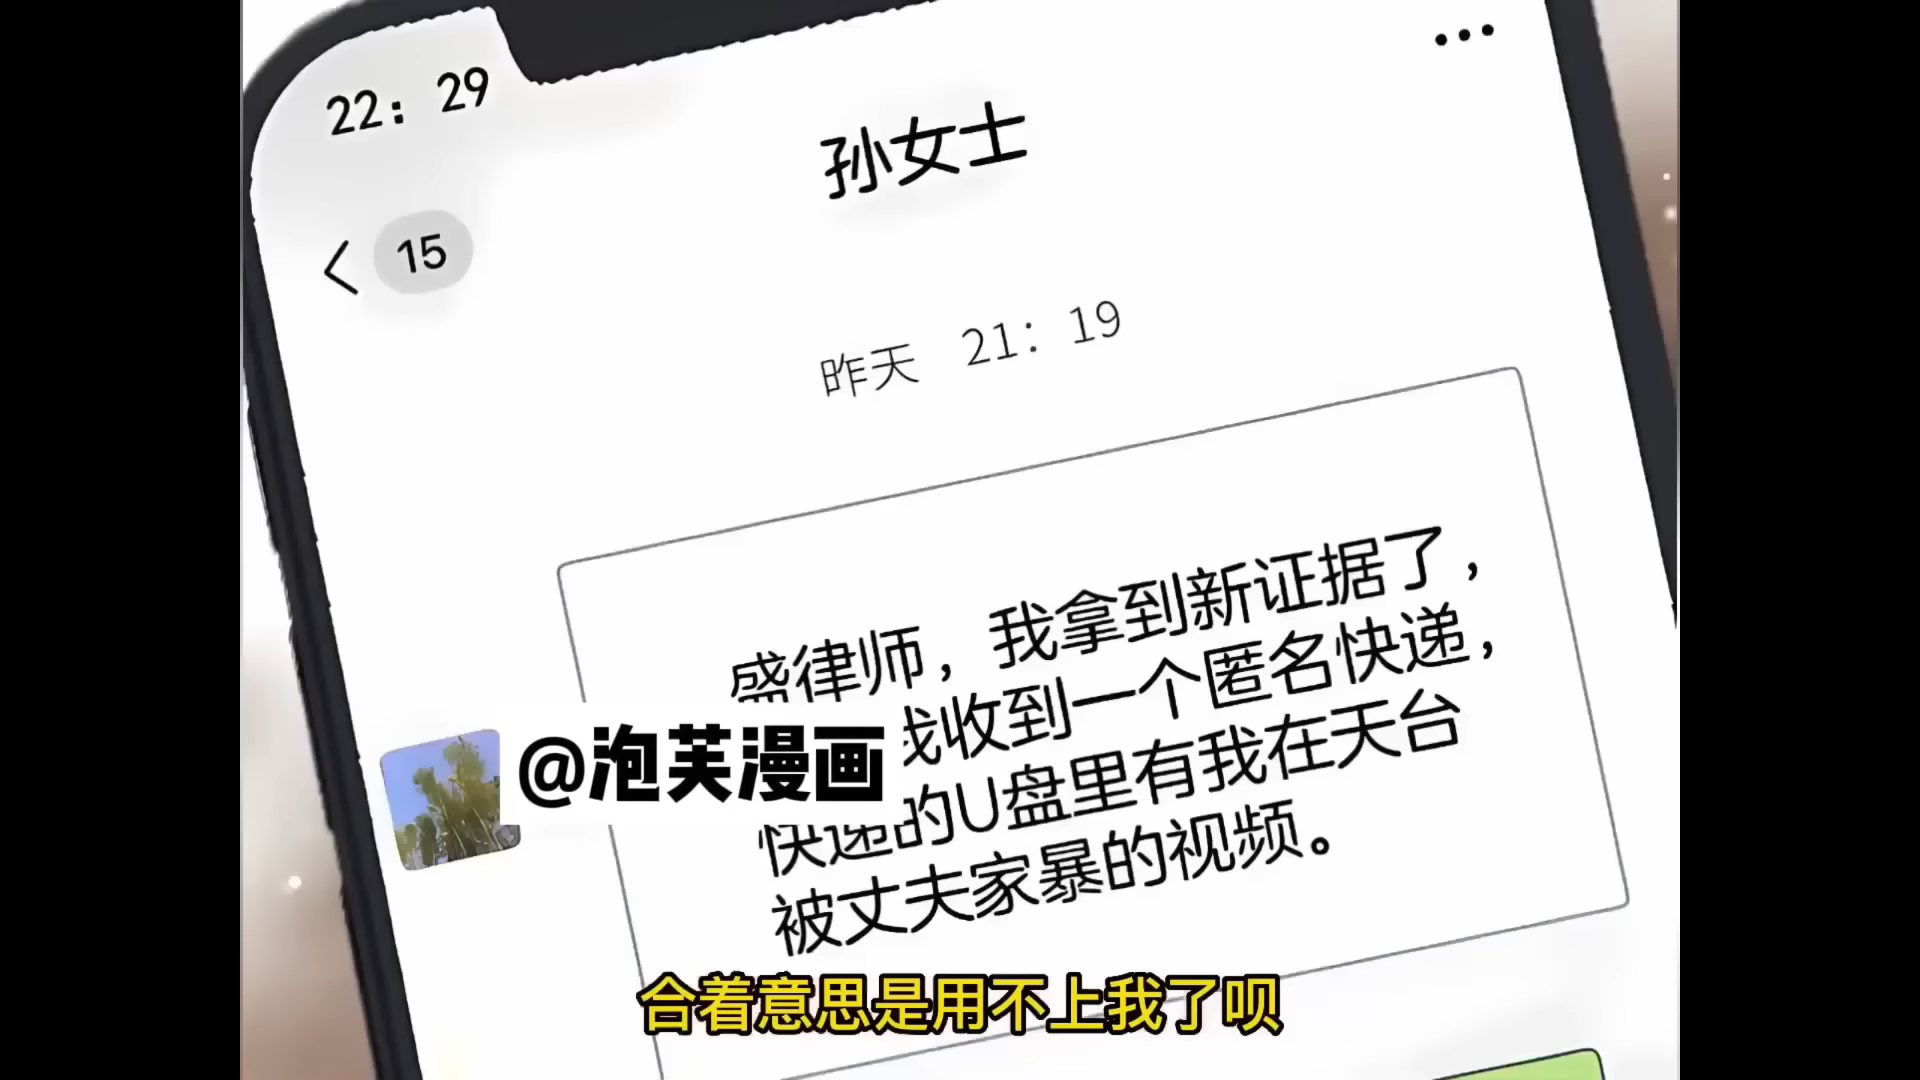 22：29
孙女士
15
昨天 21：19
盛律师，我拿到新证据了，
我收到一个匿名快递，
快递的U盘里有我在天台
被丈夫家暴的视频。
@泡芙漫画
合着意思是用不上我了呗